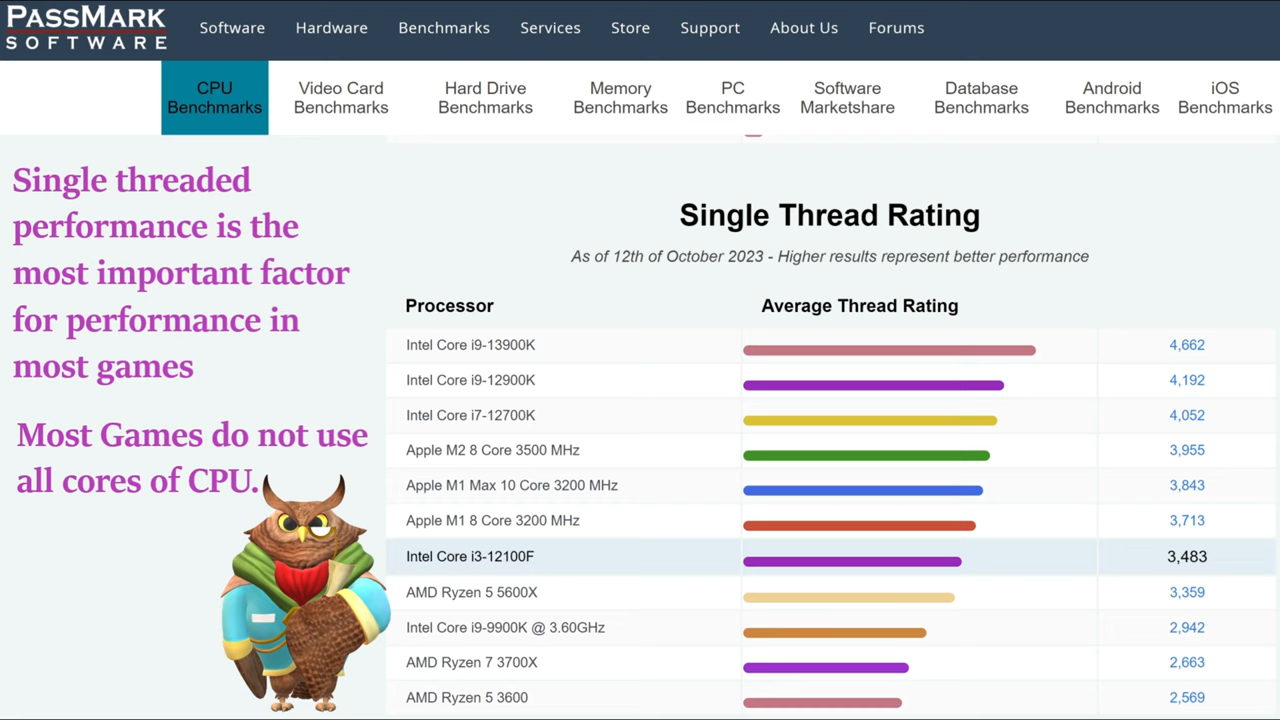 PASSMARK
SOFTWARE
Software Hardware Benchmarks Services Store Support About Us Forums
CPU Benchmarks
Video Card Benchmarks
Hard Drive Benchmarks
Memory Benchmarks
PC Benchmarks
Software Marketshare
Database Benchmarks
Android Benchmarks
iOS Benchmarks
Single threaded
performance is the
most important factor
for performance in
most games
Most Games do not use
all cores of CPU.
Single Thread Rating
As of 12th of October 2023 - Higher results represent better performance
Processor Average Thread Rating
Intel Core i9-13900K 4,662
Intel Core i9-12900K 4,192
Intel Core i7-12700K 4,052
Apple M2 8 Core 3500 MHz 3,955
Apple M1 Max 10 Core 3200 MHz 3,843
Apple M1 8 Core 3200 MHz 3,713
Intel Core i3-12100F 3,483
AMD Ryzen 5 5600X 3,359
Intel Core i9-9900K @ 3.60GHz 2,942
AMD Ryzen 7 3700X 2,663
AMD Ryzen 5 3600 2,569